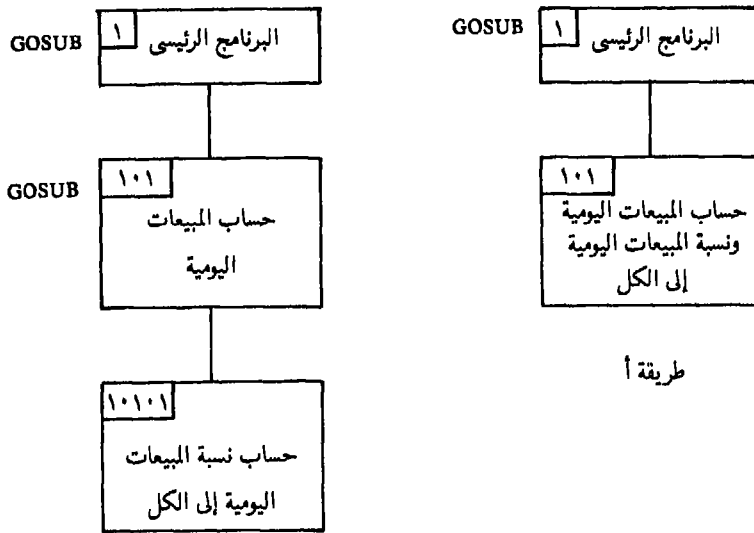 GOSUB
١
البرنامج الرئيسى
١٠١
حساب المبيعات اليومية
ونسبة المبيعات اليومية
إلى الكل
طريقة أ
GOSUB
١
البرنامج الرئيسى
GOSUB
١٠١
حساب المبيعات
اليومية
١٠١٠١
حساب نسبة المبيعات
اليومية إلى الكل